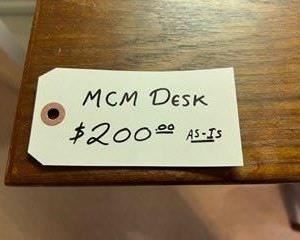 MCM DESK
$200.00 AS-IS